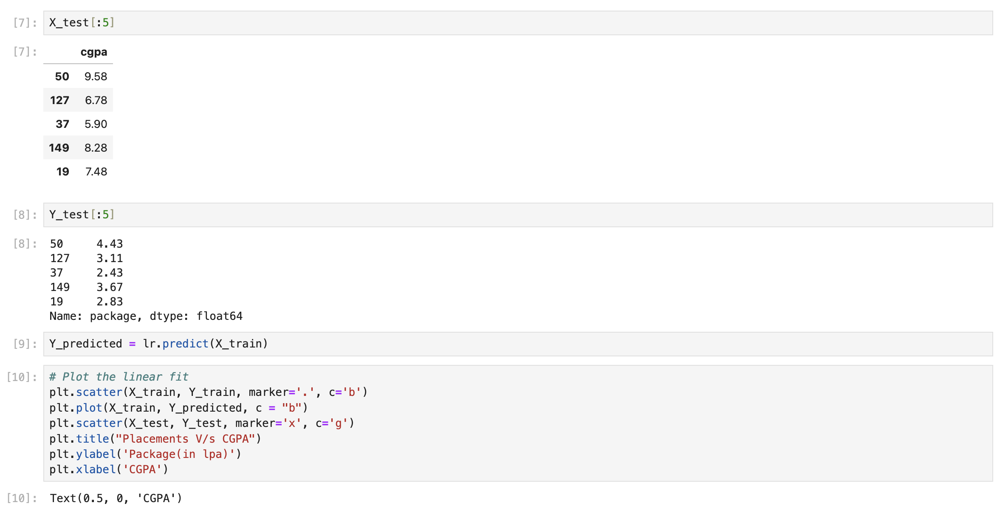 [7]: X_test[:5]
[7]: cgpa
50 9.58
127 6.78
37 5.90
149 8.28
19 7.48
[8]: Y_test[:5]
[8]: 50 4.43
127 3.11
37 2.43
149 3.67
19 2.83
Name: package, dtype: float64
[9]: Y_predicted = lr.predict(X_train)
[10]: # Plot the linear fit
plt.scatter(X_train, Y_train, marker='.', c='b')
plt.plot(X_train, Y_predicted, c = "b")
plt.scatter(X_test, Y_test, marker='x', c='g')
plt.title("Placements V/s CGPA")
plt.ylabel('Package(in lpa)')
plt.xlabel('CGPA')
[10]: Text(0.5, 0, 'CGPA')